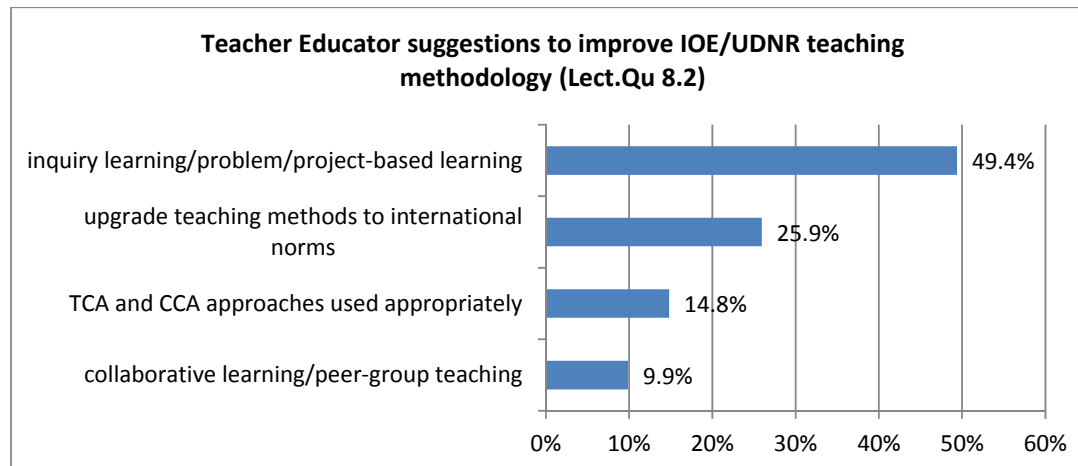 Teacher Educator suggestions to improve IOE/UDNR teaching
methodology (Lect.Qu 8.2)
inquiry learning/problem/project-based learning
49.4%
upgrade teaching methods to international
norms
25.9%
TCA and CCA approaches used appropriately
14.8%
collaborative learning/peer-group teaching
9.9%
0% 10% 20% 30% 40% 50% 60%